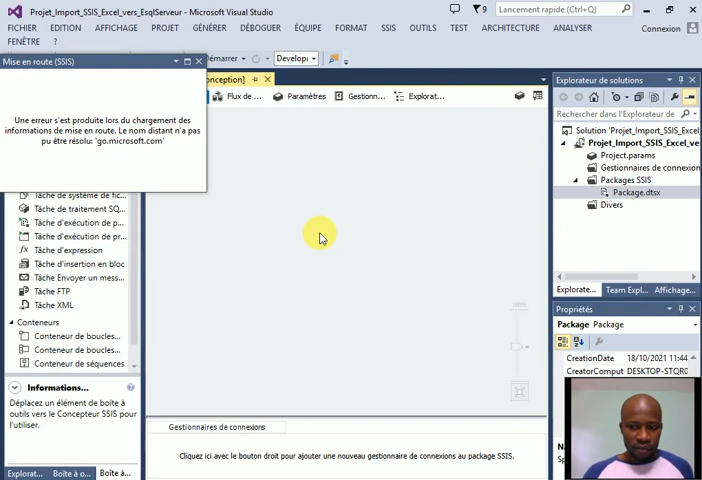 Projet_Import_SSIS_Excel_vers_EsqlServeur - Microsoft Visual Studio
9
Lancement rapide (Ctrl+Q)
FICHIER EDITION AFFICHAGE PROJET GÉNÉRER DÉBOGUER ÉQUIPE FORMAT SSIS OUTILS TEST ARCHITECTURE ANALYSER
Connexion
FENÊTRE
Démarrer
Develop
Mise en route (SSIS)
Une erreur s'est produite lors du chargement des
informations de mise en route. Le nom distant n'a pas
pu être résolu: 'go.microsoft.com'
onception]
Flux de ...
Paramètres
Gestionn...
Explorat...
Tâche de système de fic...
Tâche de traitement SQ...
Tâche d'exécution de p...
Tâche d'exécution de pr...
fx Tâche d'expression
Tâche d'insertion en bloc
Tâche Envoyer un mess...
Tâche FTP
Tâche XML
Conteneurs
Conteneur de boucles...
Conteneur de boucles...
Conteneur de séquences
Informations...
Déplacez un élément de boîte à
outils vers le Concepteur SSIS pour
l'utiliser.
Explorat...
Boîte à o...
Boîte à...
100%
Gestionnaires de connexions
Cliquez ici avec le bouton droit pour ajouter une nouveau gestionnaire de connexions au package SSIS.
Explorateur de solutions
Rechercher dans l'Explorateur de
Solution 'Projet_Import_SSIS_Excel_
Projet_Import_SSIS_Excel_ve
Project.params
Gestionnaires de connexion
Packages SSIS
Package.dtsx
Divers
Explorate...
Team Expl...
Affichage...
Propriétés
Package Package
CreationDate 18/10/2021 11:44
CreatorComput DESKTOP-STQR0